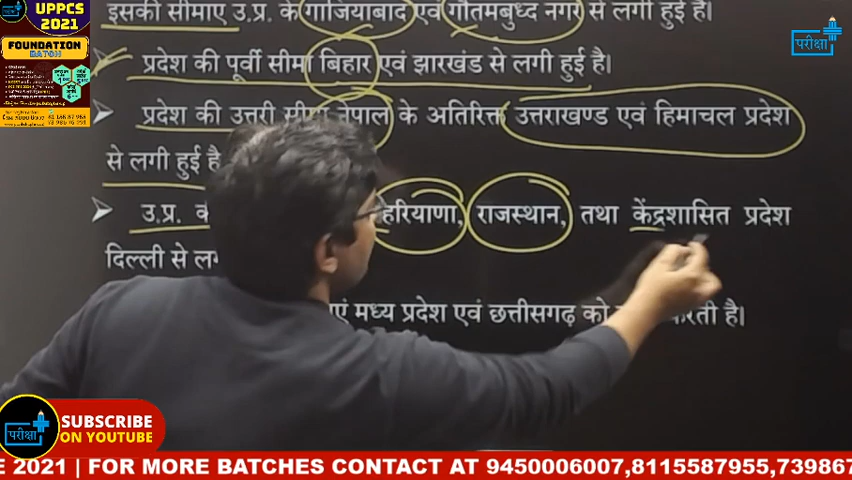 इसकी सीमाए उ.प्र. के गाजियाबाद एवं गौतमबुध्द नगर से लगी हुई है।
प्रदेश की पूर्वी सीमा बिहार एवं झारखंड से लगी हुई है।
प्रदेश की उत्तरी सीमा नेपाल के अतिरिक्त उत्तराखण्ड एवं हिमाचल प्रदेश
से लगी हुई है
उ.प्र. हरियाणा, राजस्थान, तथा केंद्रशासित प्रदेश
दिल्ली से
मध्य प्रदेश एवं छत्तीसगढ़ को है।
UPPCS
2021
FOUNDATION
BATCH
परीक्षा
परीक्षा
SUBSCRIBE
ON YOUTUBE
E 2021 | FOR MORE BATCHES CONTACT AT 9450006007,8115587955,739867